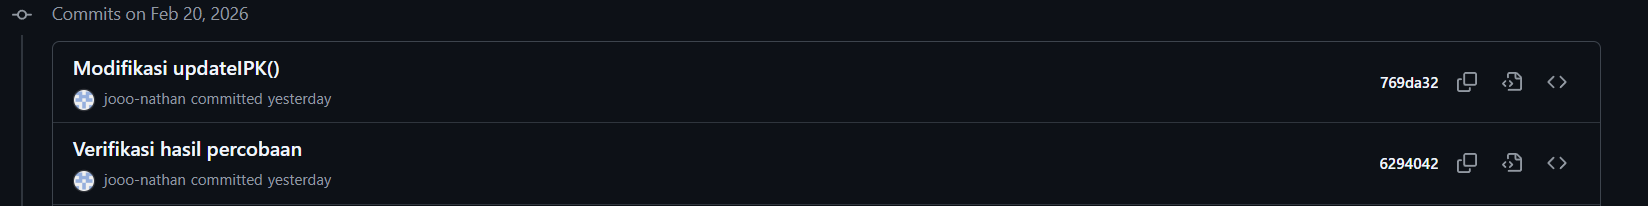 Commits on Feb 20, 2026
Modifikasi updateIPK()
jooo-nathan committed yesterday
769da32
Verifikasi hasil percobaan
jooo-nathan committed yesterday
6294042